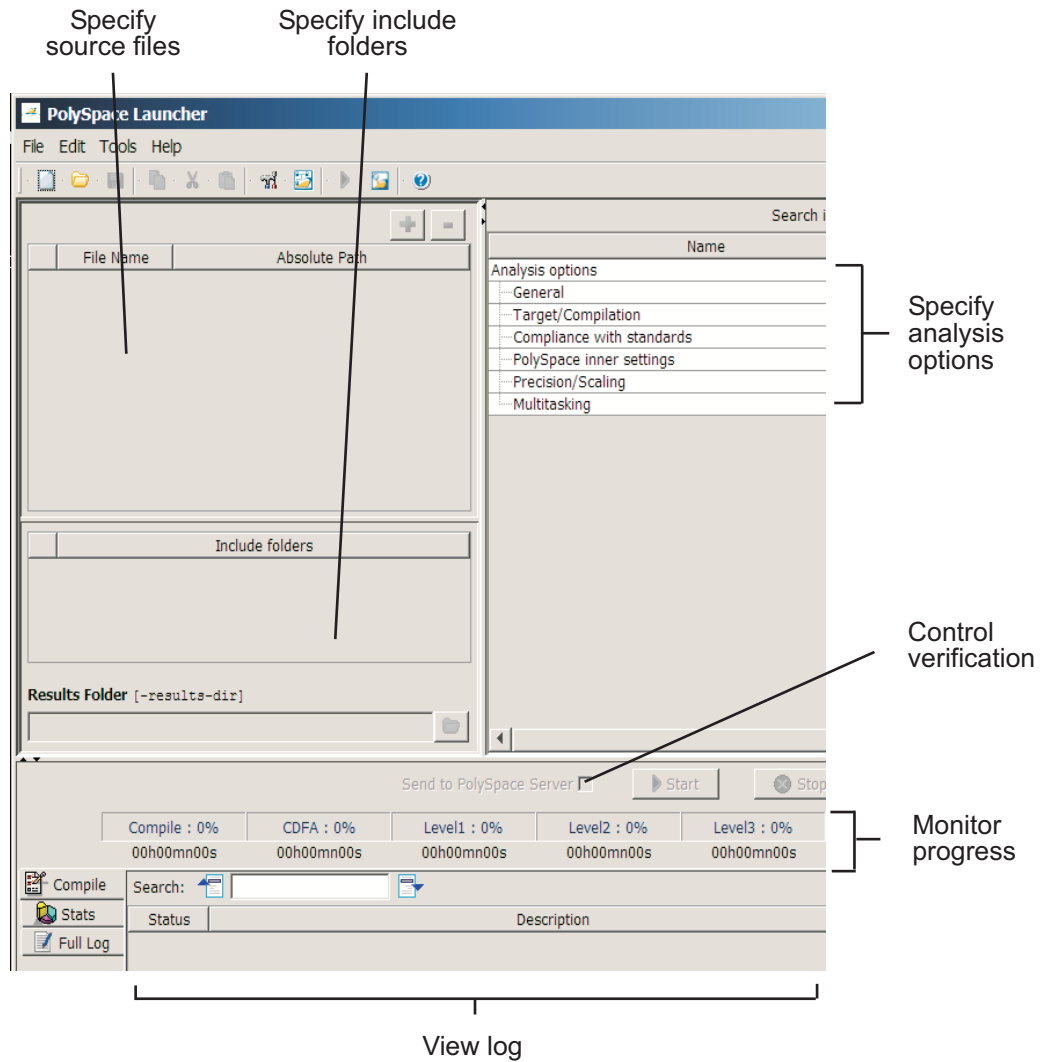 Specify
source files
Specify include
folders
PolySpace Launcher
File Edit Tools Help
Search i
File Name Absolute Path
Name
Analysis options
General
Target/Compilation
Compliance with standards
PolySpace inner settings
Precision/Scaling
Multitasking
Specify
analysis
options
Include folders
Control
verification
Results Folder [-results-dir]
Send to PolySpace Server Start Stop
Compile : 0% CDFA : 0% Level1 : 0% Level2 : 0% Level3 : 0%
00h00mn00s 00h00mn00s 00h00mn00s 00h00mn00s 00h00mn00s
Monitor
progress
Compile
Stats
Full Log
Search:
Status Description
View log